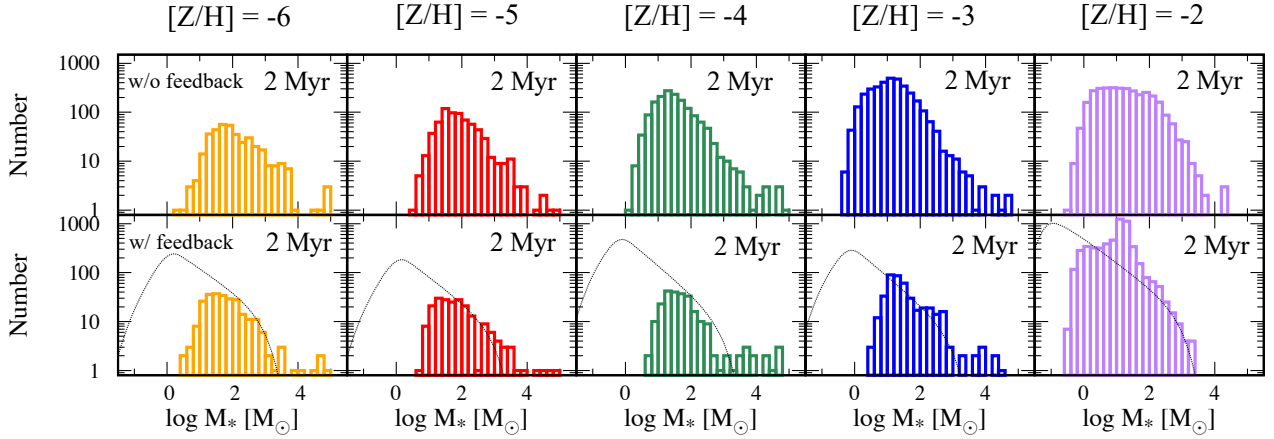 [Z/H] = -6 [Z/H] = -5 [Z/H] = -4 [Z/H] = -3 [Z/H] = -2
1000
100
10
1
Number
w/o feedback 2 Myr 2 Myr 2 Myr 2 Myr 2 Myr
1000
100
10
1
Number
w/ feedback 2 Myr 2 Myr 2 Myr 2 Myr 2 Myr
0 2 4 0 2 4 0 2 4 0 2 4 0 2 4
log M* [M☉] log M* [M☉] log M* [M☉] log M* [M☉] log M* [M☉]